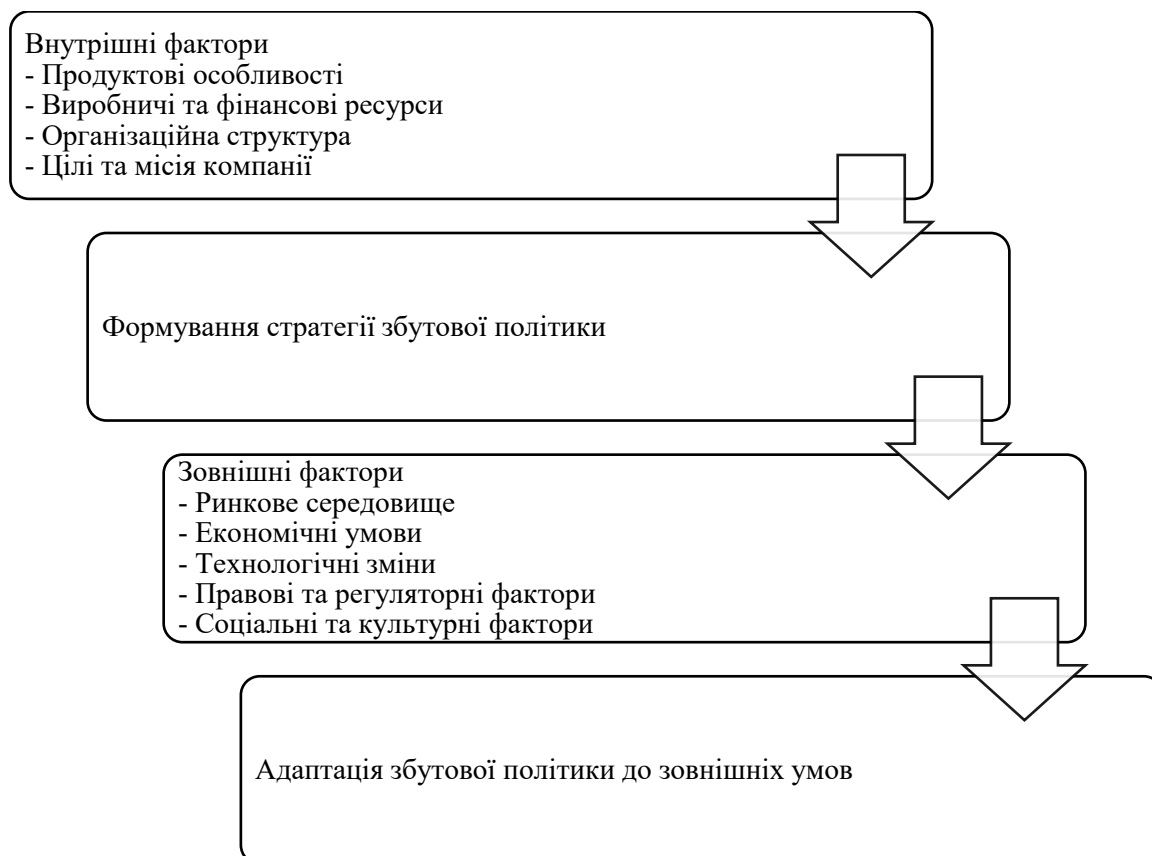 Внутрішні фактори
- Продуктові особливості
- Виробничі та фінансові ресурси
- Організаційна структура
- Цілі та місія компанії
Формування стратегії збутової політики
Зовнішні фактори
- Ринкове середовище
- Економічні умови
- Технологічні зміни
- Правові та регуляторні фактори
- Соціальні та культурні фактори
Адаптація збутової політики до зовнішніх умов